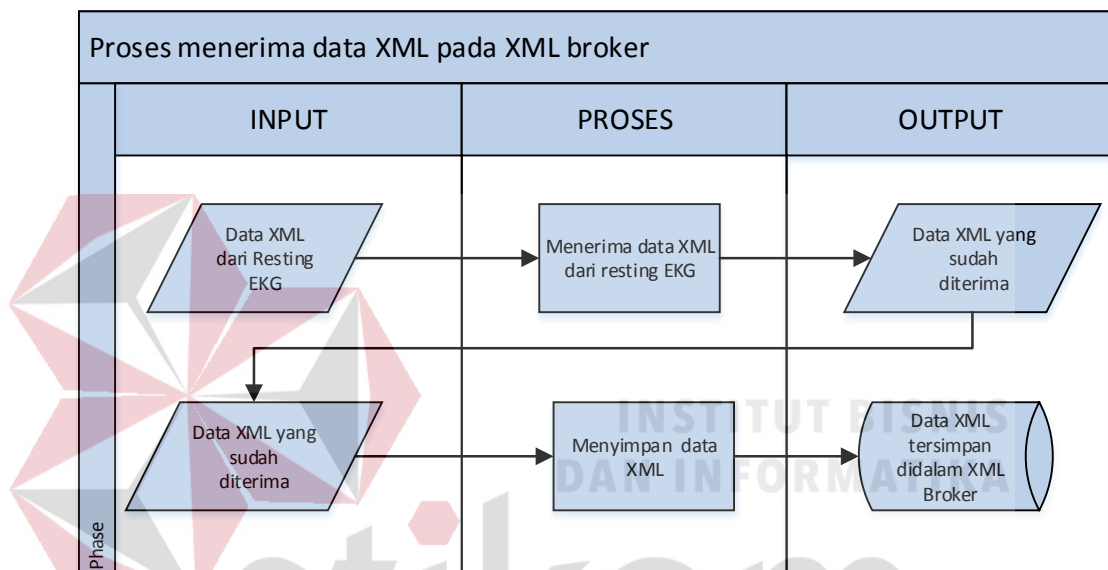 Proses menerima data XML pada XML broker
INPUT
PROSES
OUTPUT
Data XML
dari Resting
EKG
Menerima data XML
dari resting EKG
Data XML yang
sudah
diterima
Data XML yang
sudah
diterima
Menyimpan data
XML
Data XML
tersimpan
didalam XML
Broker
INSTITUT BISNIS
DAN INFORMATIKA
Phase
stikom